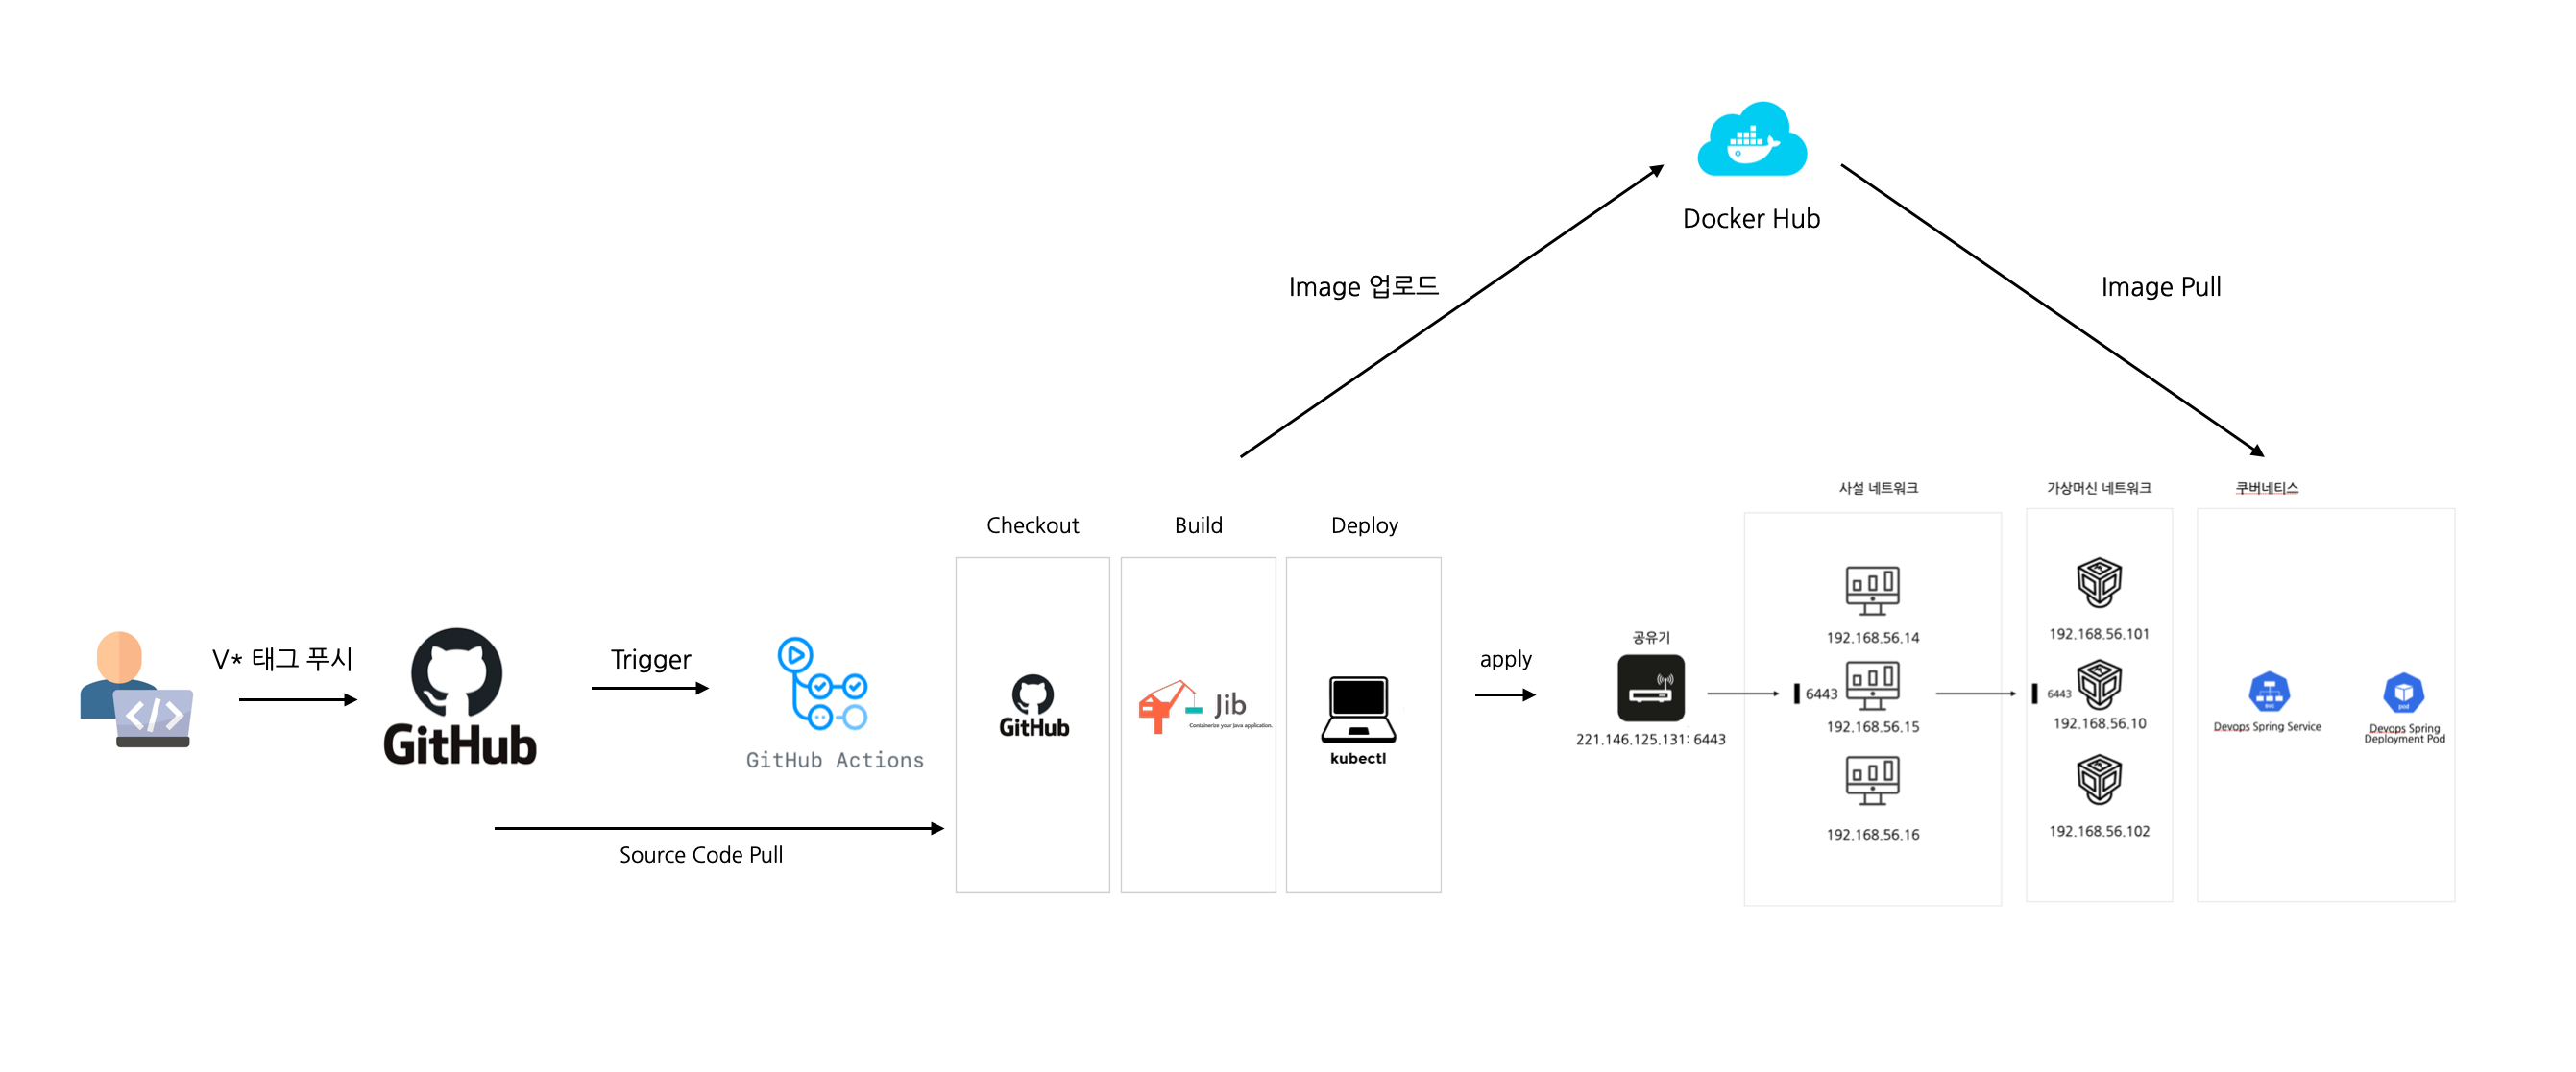 Docker Hub
Image 업로드
Image Pull
사설 네트워크
가상머신 네트워크
쿠버네티스
Checkout
Build
Deploy
V* 태그 푸시
GitHub
Trigger
GitHub Actions
Source Code Pull
GitHub
Jib
Containerize your Java application.
kubectl
apply
공유기
221.146.125.131: 6443
192.168.56.14
6443
192.168.56.15
192.168.56.16
192.168.56.101
6443
192.168.56.10
192.168.56.102
svc
Devops Spring Service
pod
Devops Spring
Deployment Pod